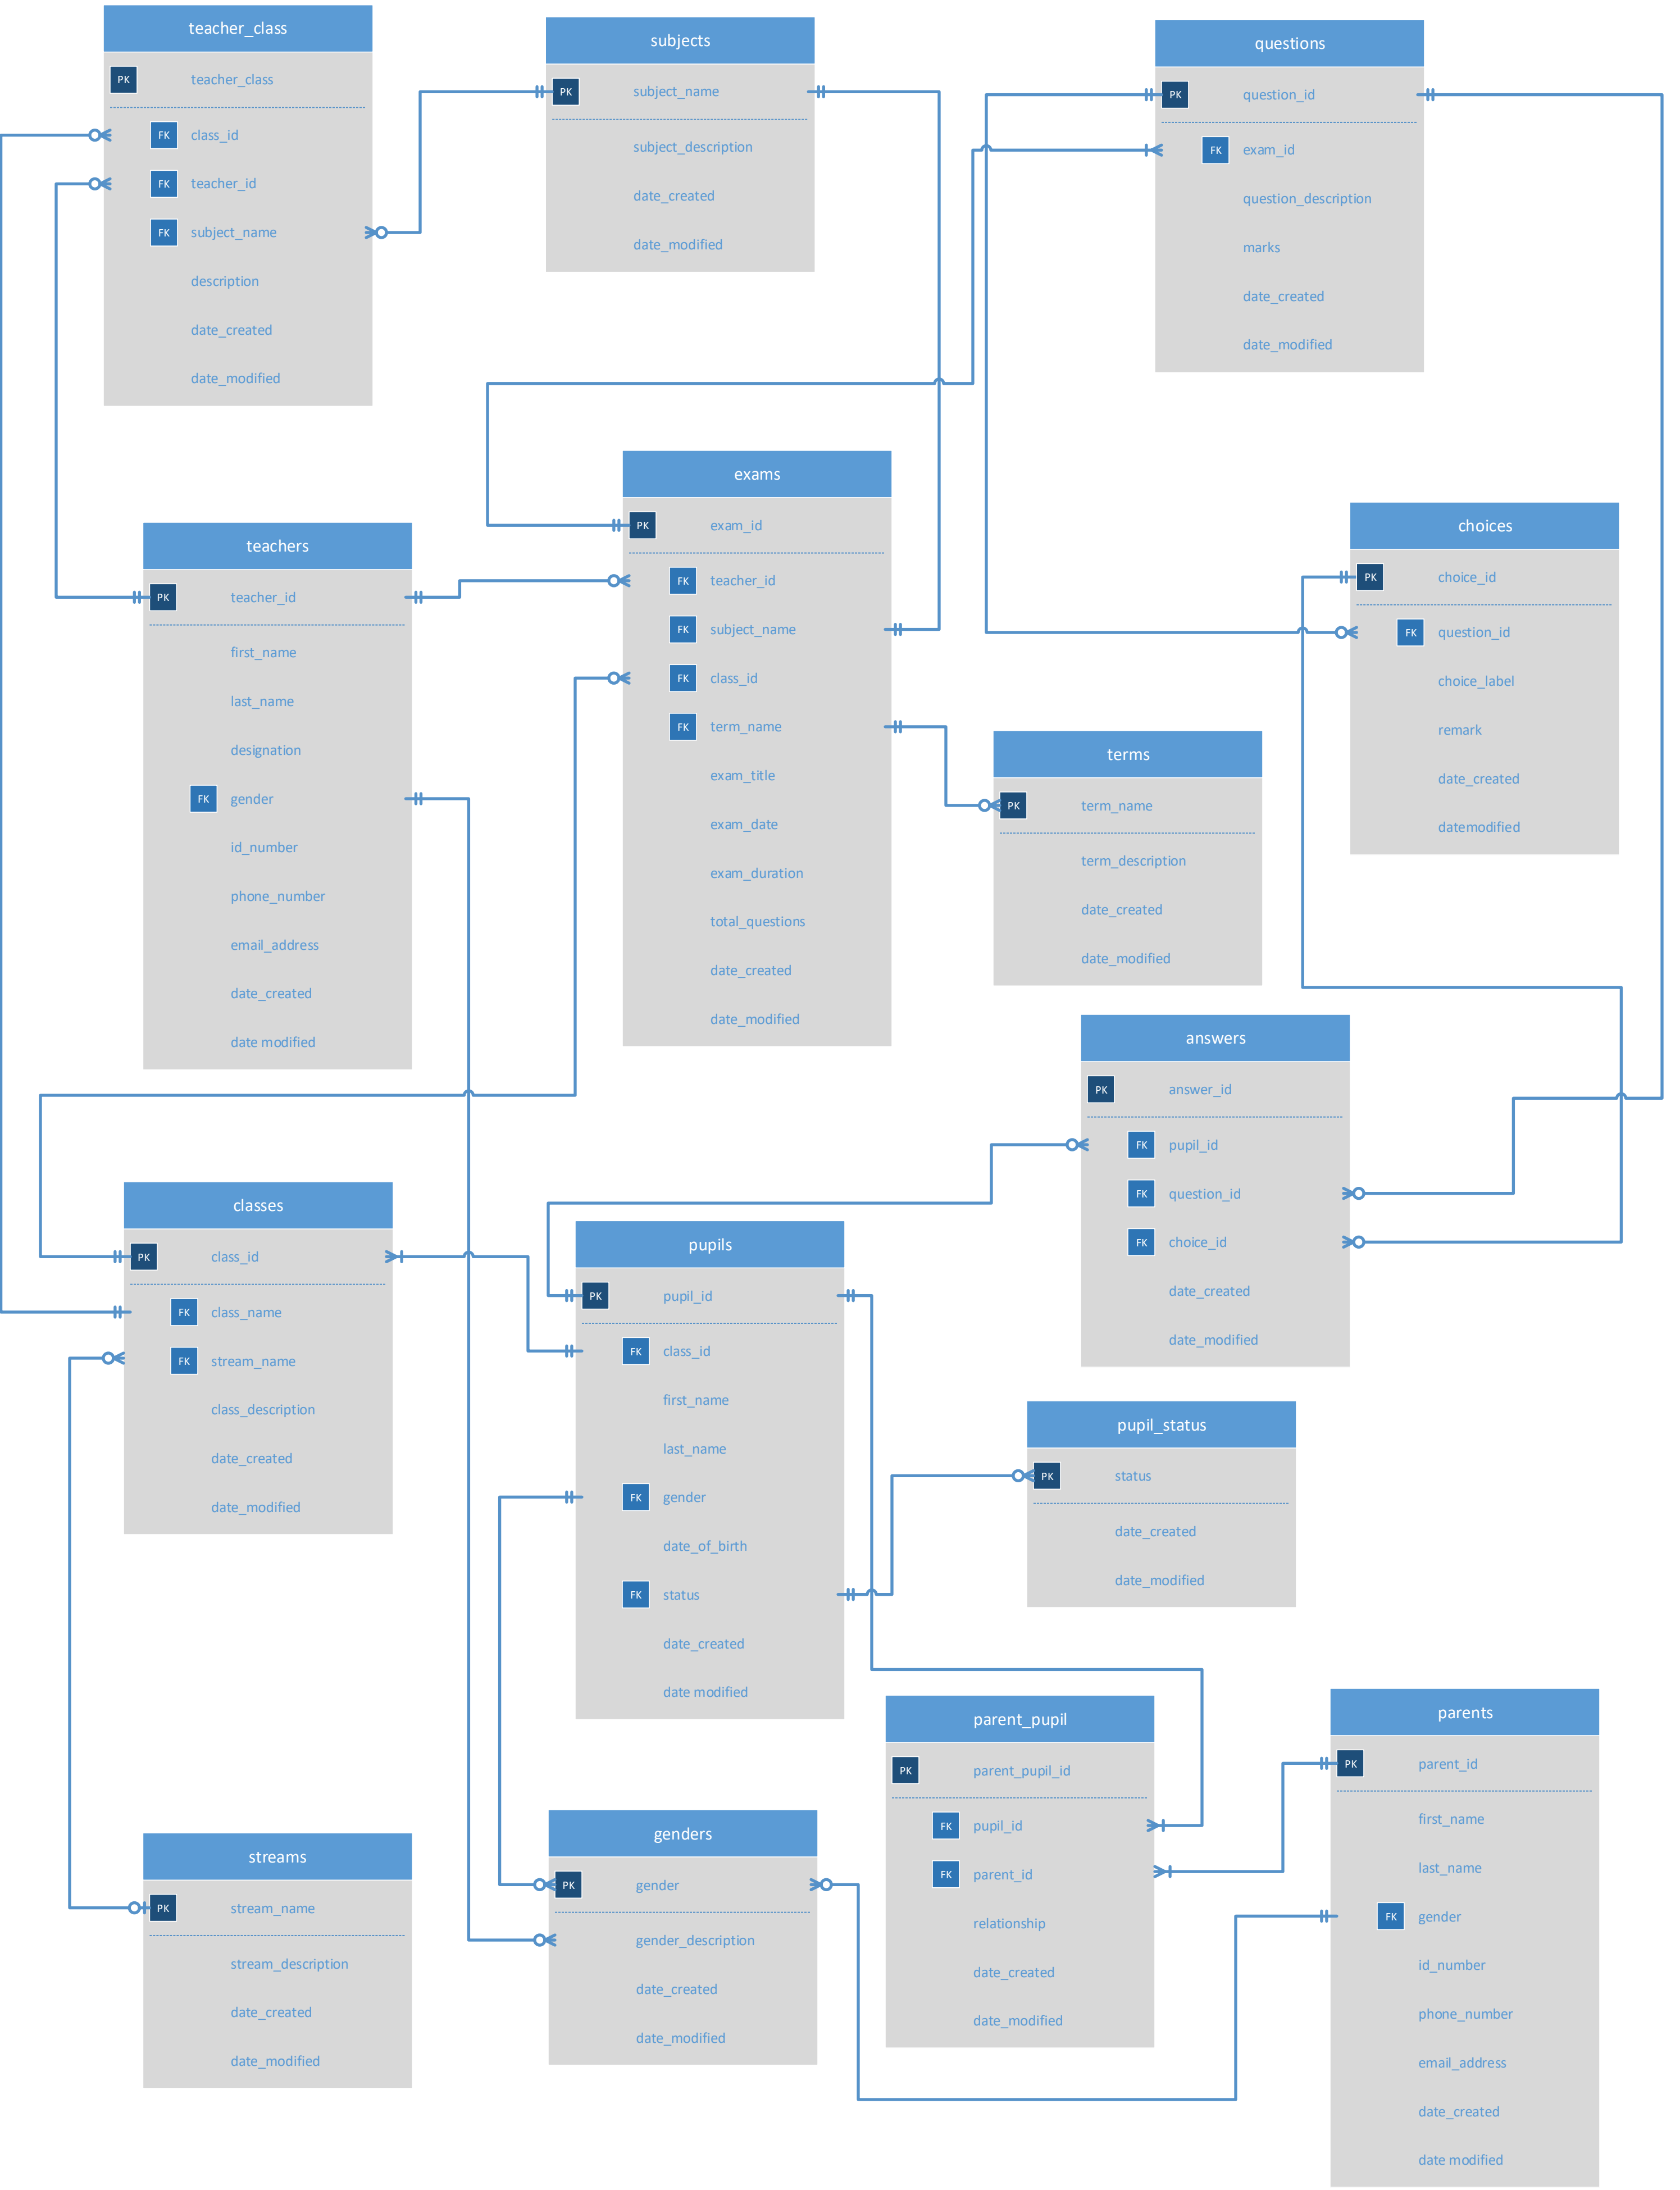 teacher_class
PK teacher_class
FK class_id
FK teacher_id
FK subject_name
description
date_created
date_modified
subjects
PK subject_name
subject_description
date_created
date_modified
questions
PK question_id
FK exam_id
question_description
marks
date_created
date_modified
teachers
PK teacher_id
first_name
last_name
designation
FK gender
id_number
phone_number
email_address
date_created
date modified
exams
PK exam_id
FK teacher_id
FK subject_name
FK class_id
FK term_name
exam_title
exam_date
exam_duration
total_questions
date_created
date_modified
choices
PK choice_id
FK question_id
choice_label
remark
date_created
datemodified
terms
PK term_name
term_description
date_created
date_modified
answers
PK answer_id
FK pupil_id
FK question_id
FK choice_id
date_created
date_modified
classes
PK class_id
FK class_name
FK stream_name
class_description
date_created
date_modified
pupils
PK pupil_id
FK class_id
first_name
last_name
FK gender
date_of_birth
FK status
date_created
date modified
pupil_status
PK status
date_created
date_modified
parent_pupil
PK parent_pupil_id
FK pupil_id
FK parent_id
relationship
date_created
date_modified
parents
PK parent_id
first_name
last_name
FK gender
id_number
phone_number
email_address
date_created
date modified
streams
PK stream_name
stream_description
date_created
date_modified
genders
PK gender
gender_description
date_created
date_modified